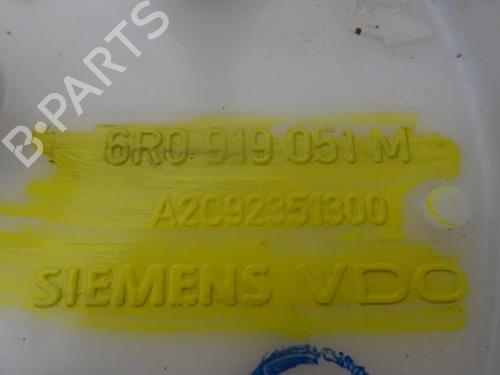 B-PARTS
6R0 919 051 M
A2C92351300
SIEMENS VDO